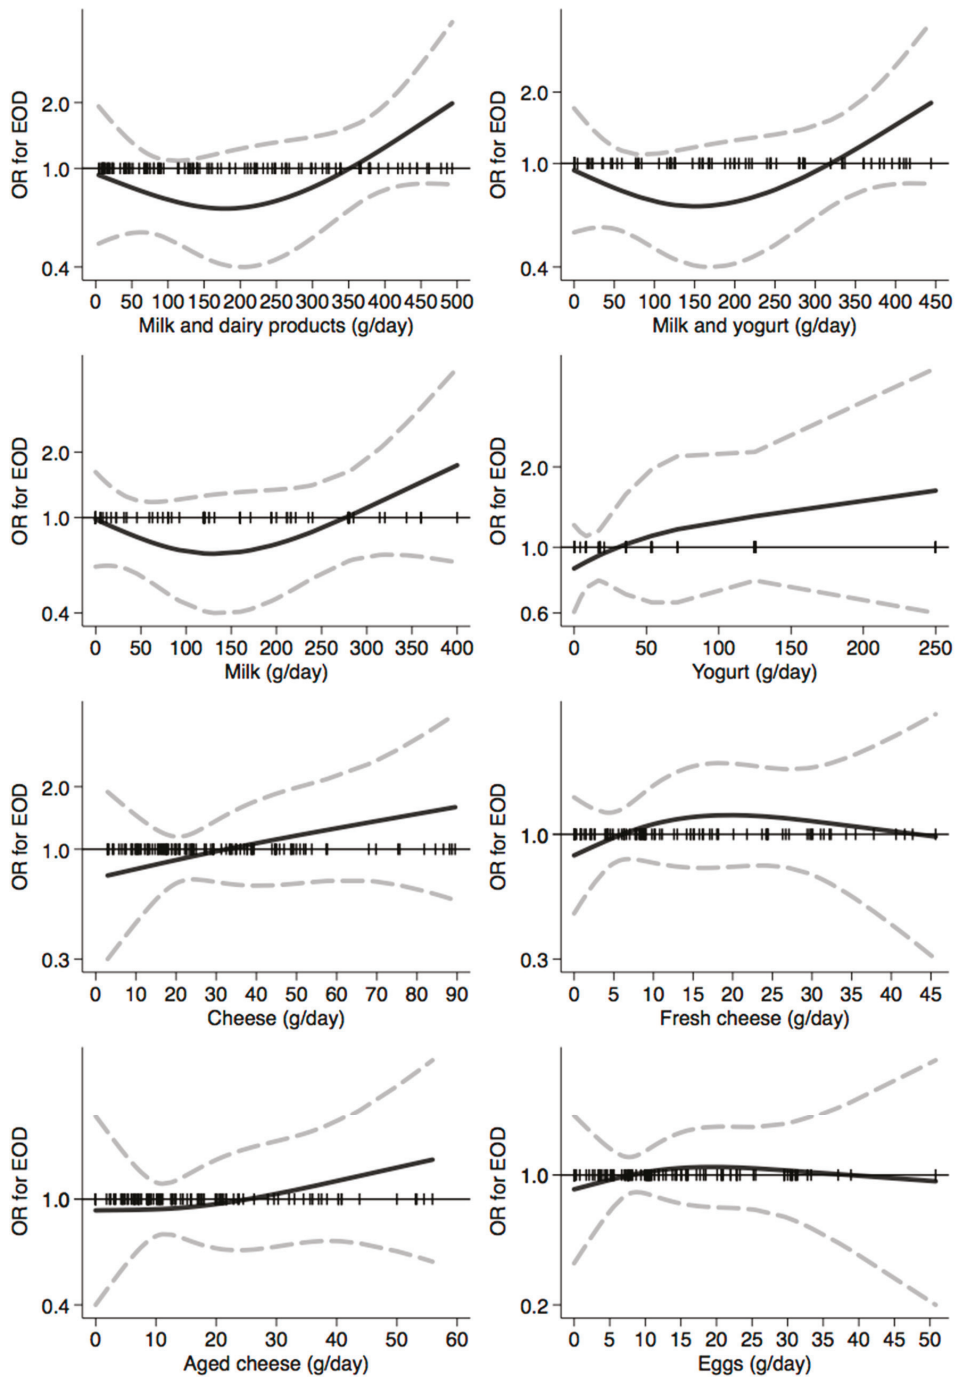 OR for EOD
2.0
1.0
0.4
0 50 100 150 200 250 300 350 400 450 500
Milk and dairy products (g/day)
OR for EOD
2.0
1.0
0.4
0 50 100 150 200 250 300 350 400 450
Milk and yogurt (g/day)
OR for EOD
2.0
1.0
0.4
0 50 100 150 200 250 300 350 400
Milk (g/day)
OR for EOD
2.0
1.0
0.6
0 50 100 150 200 250
Yogurt (g/day)
OR for EOD
2.0
1.0
0.3
0 10 20 30 40 50 60 70 80 90
Cheese (g/day)
OR for EOD
1.0
0.3
0 5 10 15 20 25 30 35 40 45
Fresh cheese (g/day)
OR for EOD
1.0
0.4
0 10 20 30 40 50 60
Aged cheese (g/day)
OR for EOD
1.0
0.2
0 5 10 15 20 25 30 35 40 45 50
Eggs (g/day)